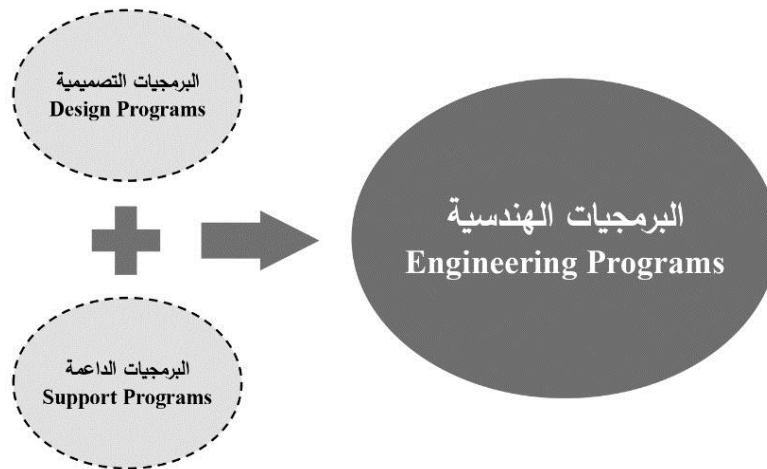 البرمجيات التصميمية
Design Programs
البرمجيات الداعمة
Support Programs
البرمجيات الهندسية
Engineering Programs